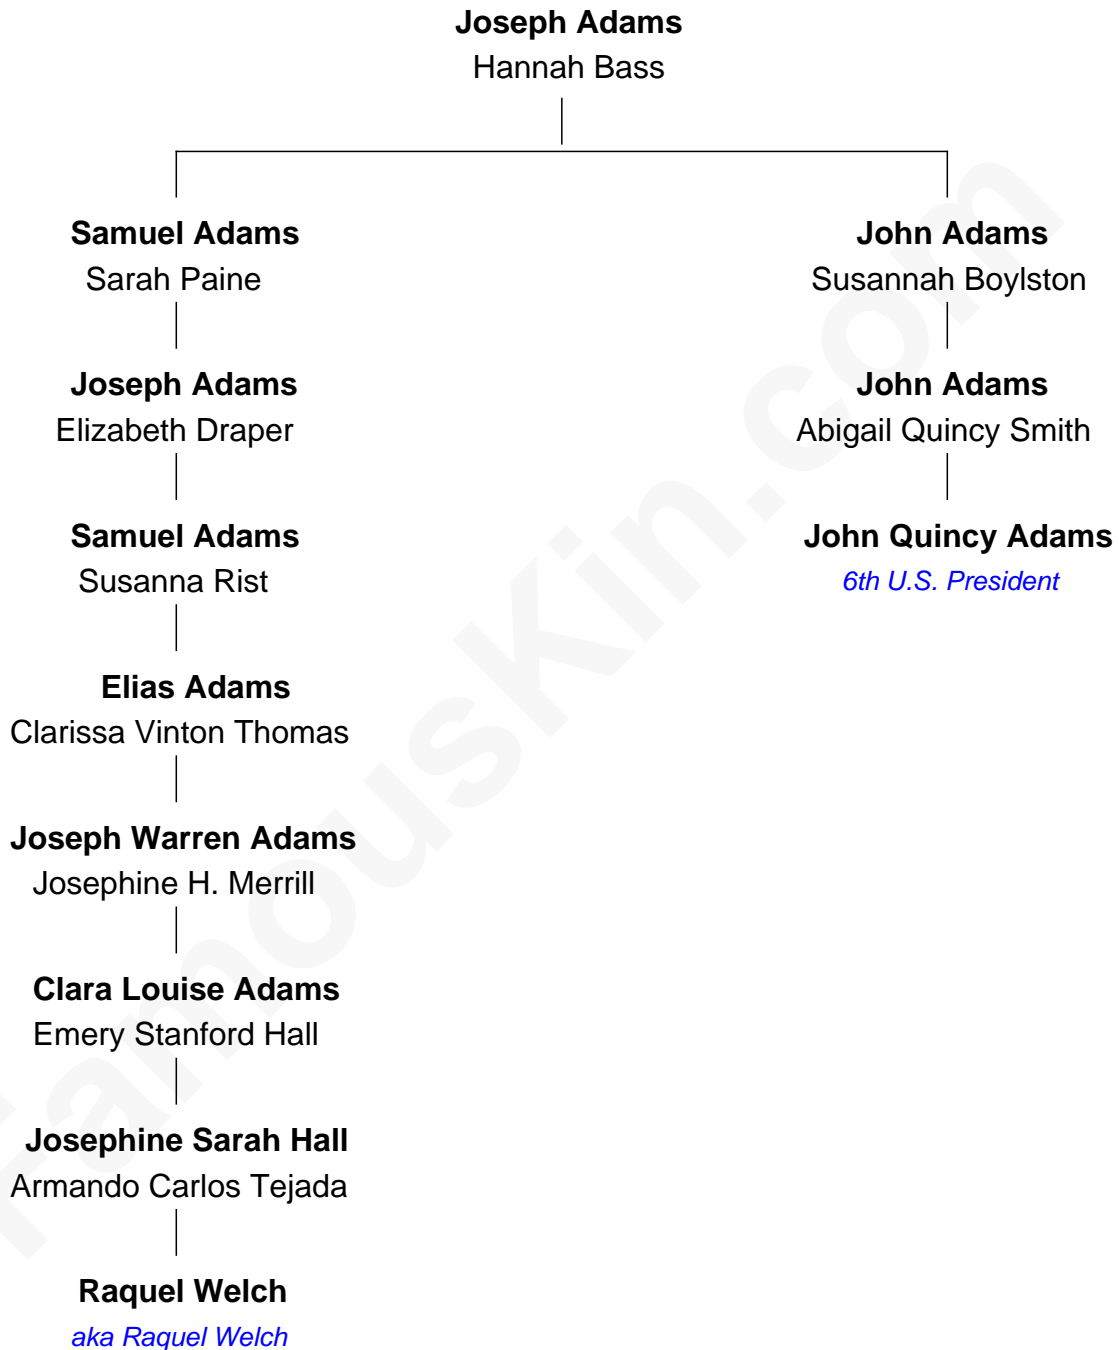 Joseph Adams
Hannah Bass
Samuel Adams
Sarah Paine
John Adams
Susannah Boylston
Joseph Adams
Elizabeth Draper
John Adams
Abigail Quincy Smith
Samuel Adams
Susanna Rist
John Quincy Adams
6th U.S. President
Elias Adams
Clarissa Vinton Thomas
Joseph Warren Adams
Josephine H. Merrill
Clara Louise Adams
Emery Stanford Hall
Josephine Sarah Hall
Armando Carlos Tejada
Raquel Welch
aka Raquel Welch
FamousKin.com